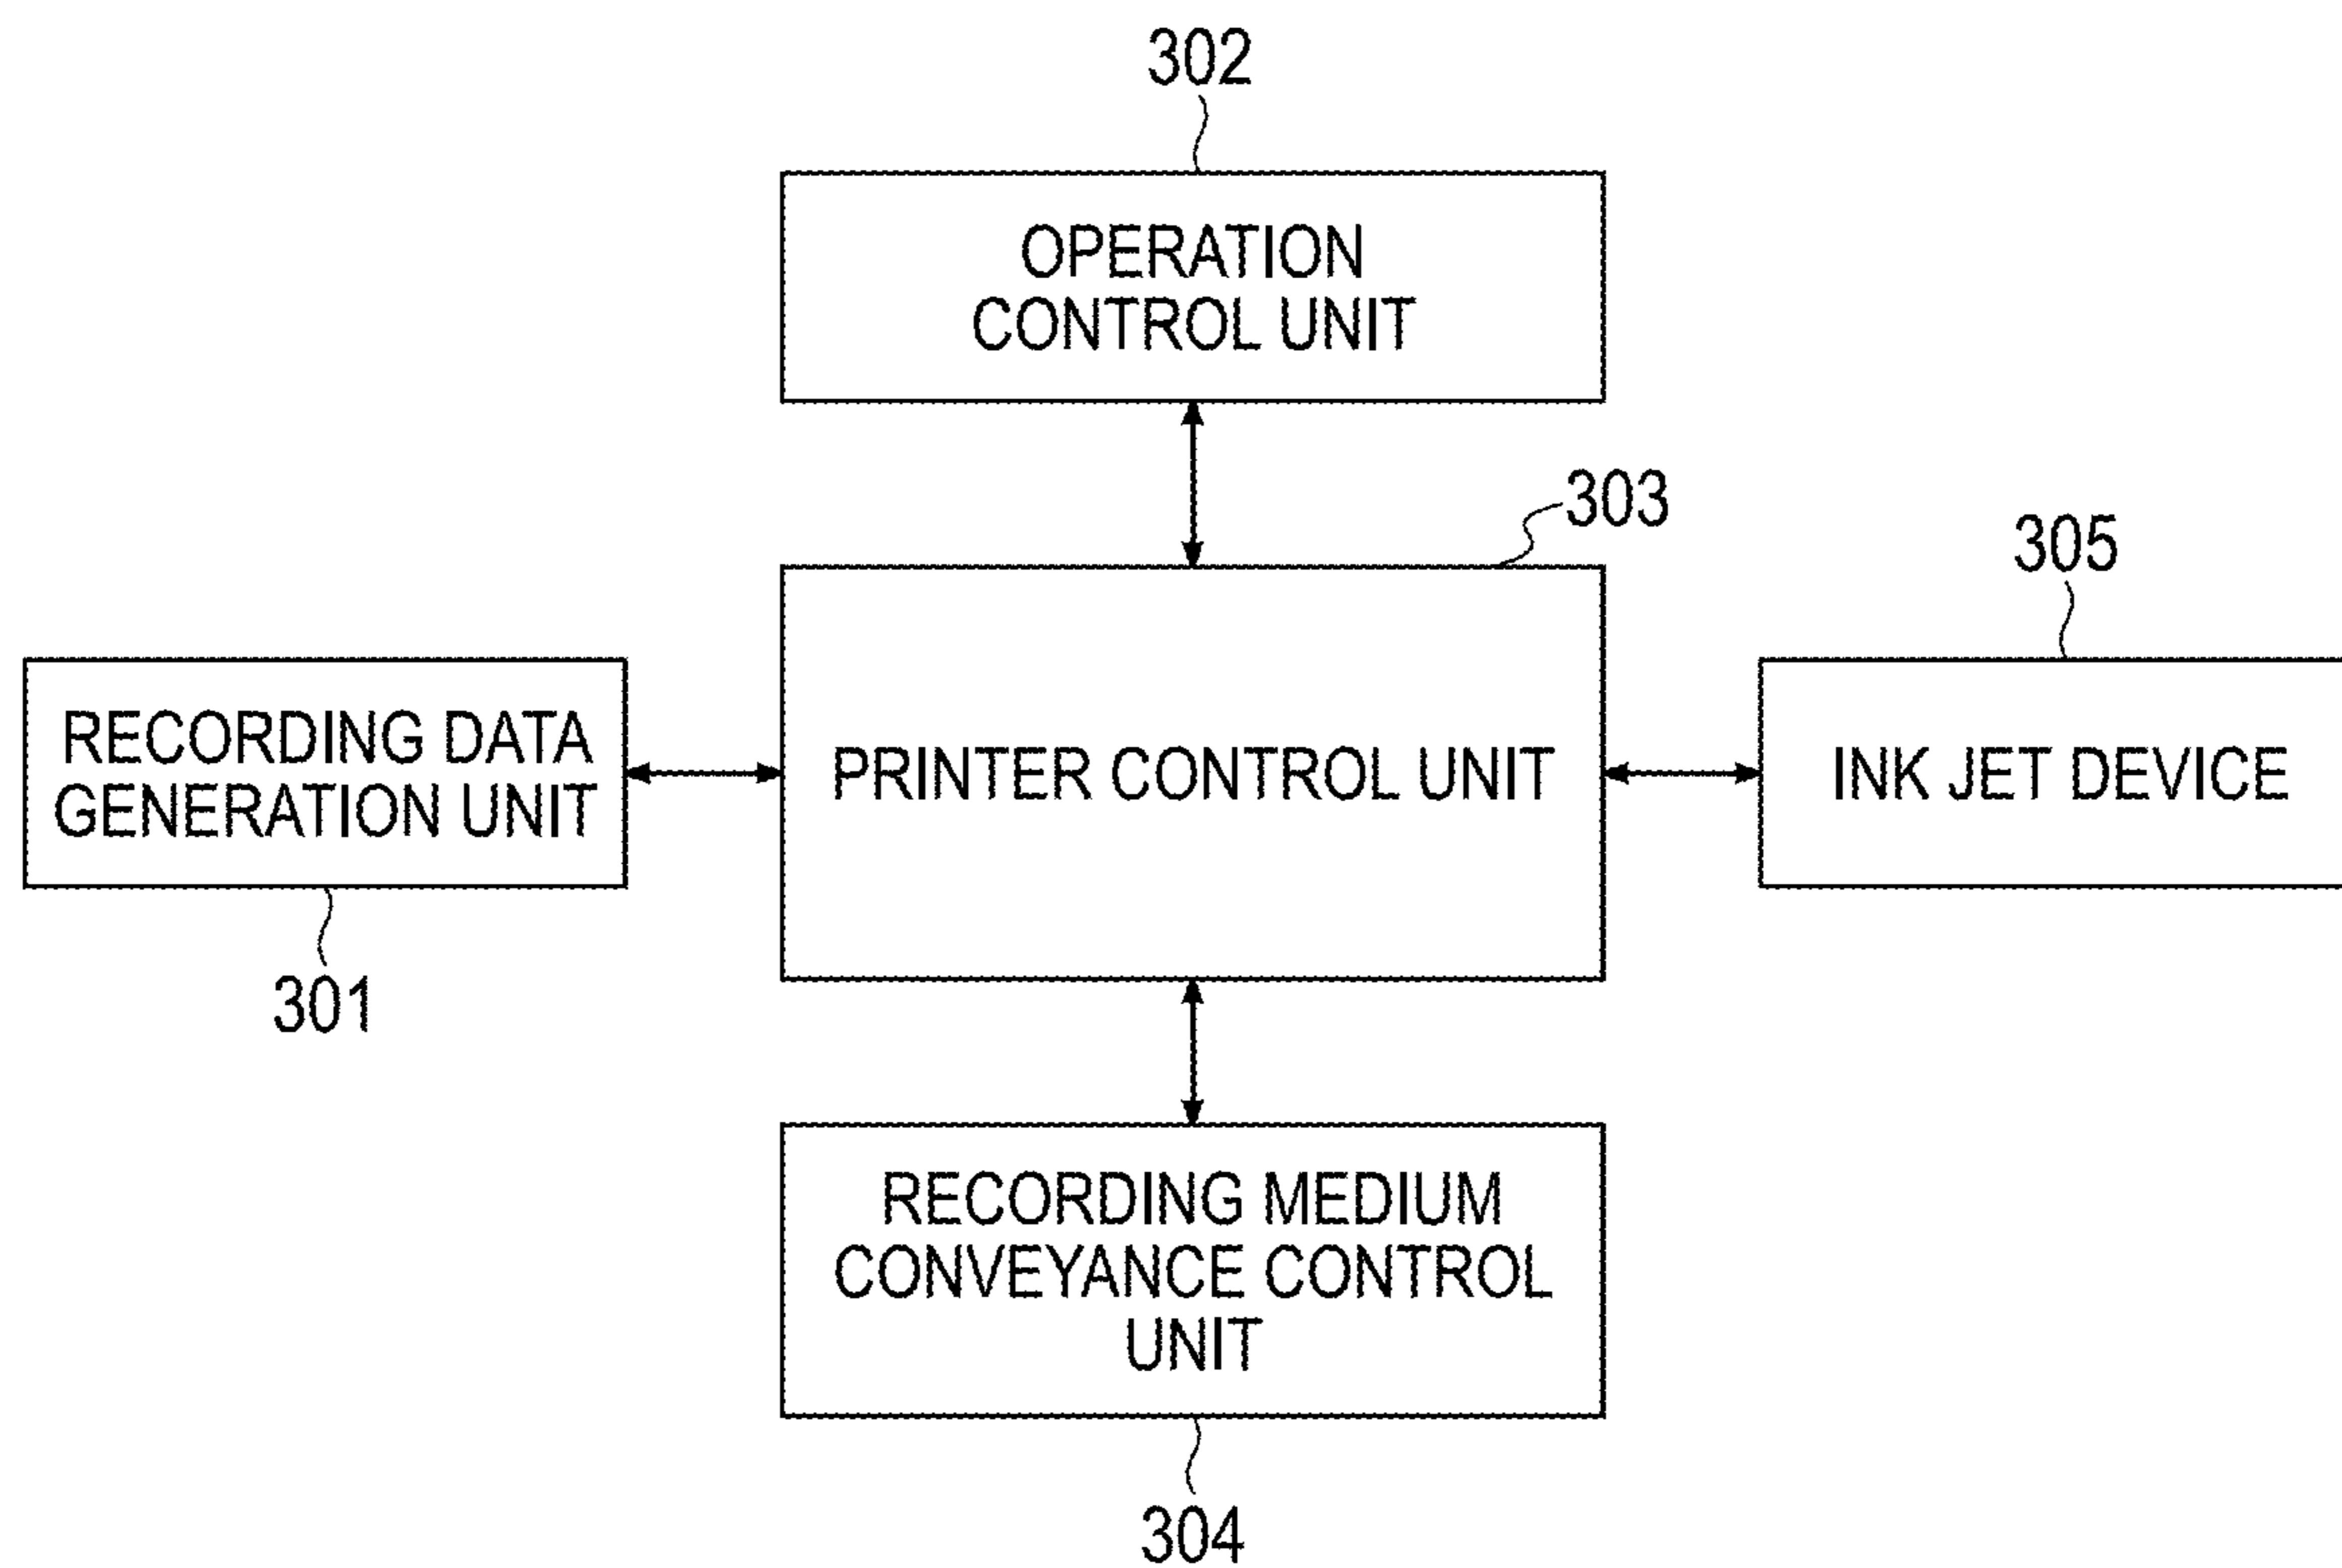 302
OPERATION
CONTROL UNIT
303
305
RECORDING DATA
GENERATION UNIT
PRINTER CONTROL UNIT
INK JET DEVICE
301
RECORDING MEDIUM
CONVEYANCE CONTROL
UNIT
304